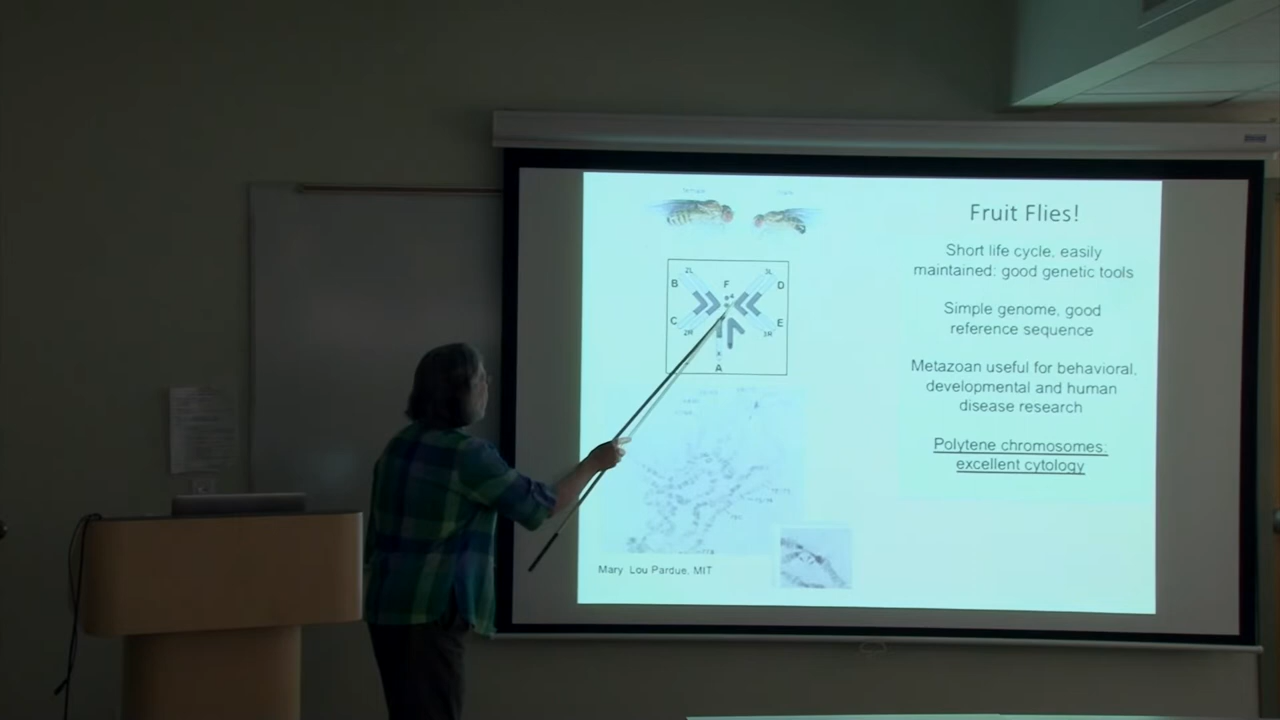 Fruit Flies!
Short life cycle, easily
maintained: good genetic tools
Simple genome, good
reference sequence
Metazoan useful for behavioral,
developmental and human
disease research
Polytene chromosomes:
excellent cytology
2L
3L
B
F
D
4
C
E
2R
3R
X
A
Mary Lou Pardue, MIT